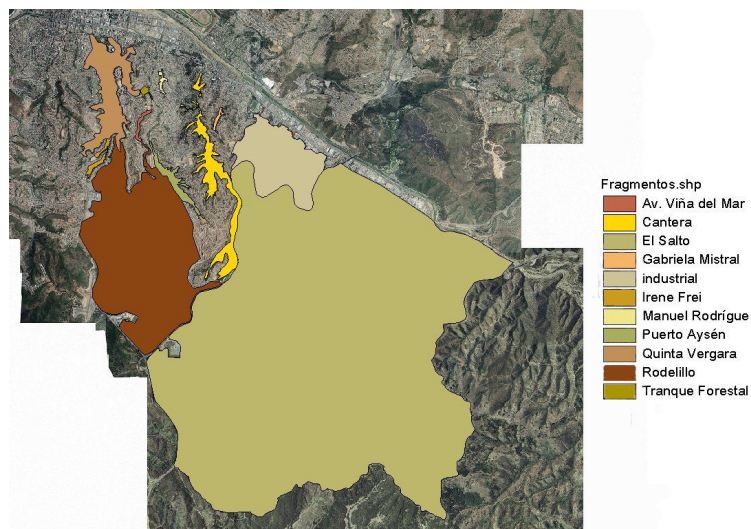 Fragmentos.shp
Av. Viña del Mar
Cantera
El Salto
Gabriela Mistral
industrial
Irene Frei
Manuel Rodrígue
Puerto Aysén
Quinta Vergara
Rodelillo
Tranque Forestal